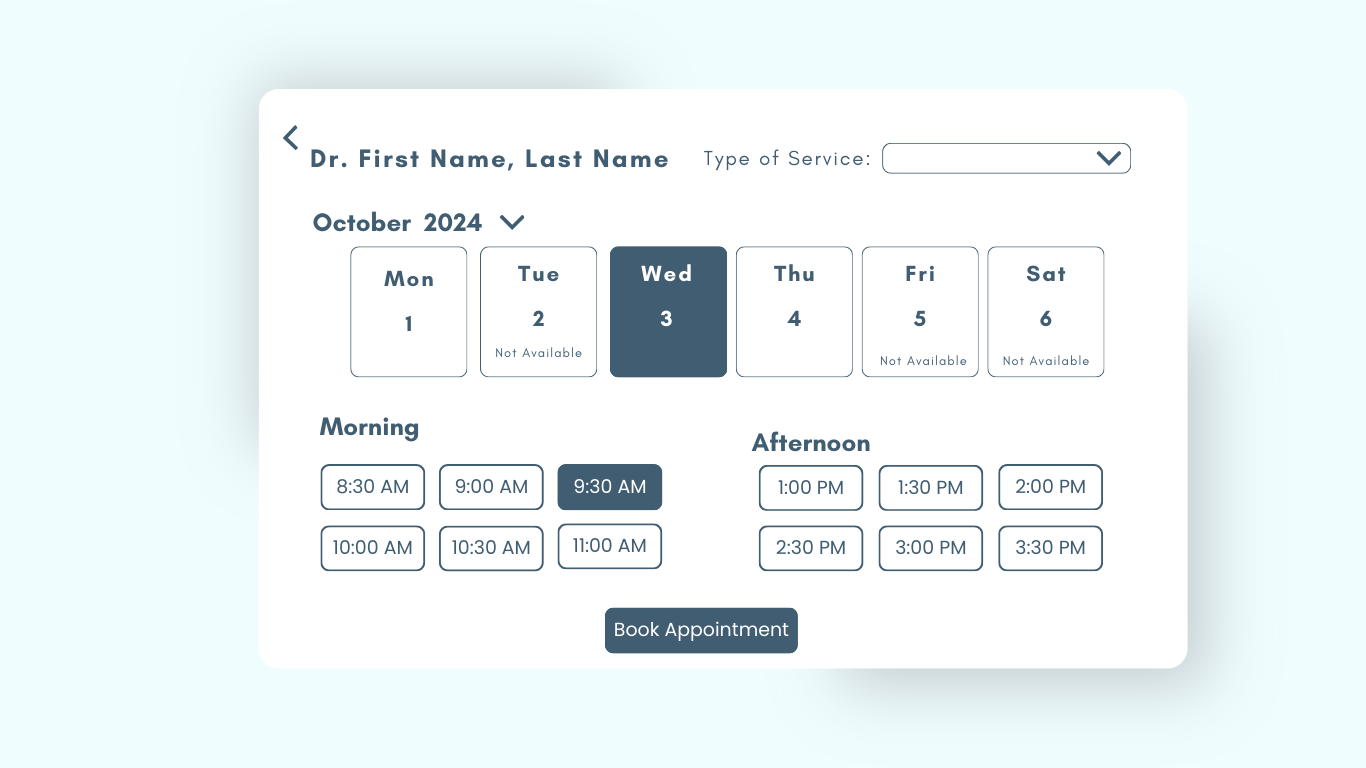 Dr. First Name, Last Name
Type of Service:
October 2024
Mon
1
Tue
2
Not Available
Wed
3
Thu
4
Fri
5
Not Available
Sat
6
Not Available
Morning
8:30 AM
9:00 AM
9:30 AM
10:00 AM
10:30 AM
11:00 AM
Afternoon
1:00 PM
1:30 PM
2:00 PM
2:30 PM
3:00 PM
3:30 PM
Book Appointment